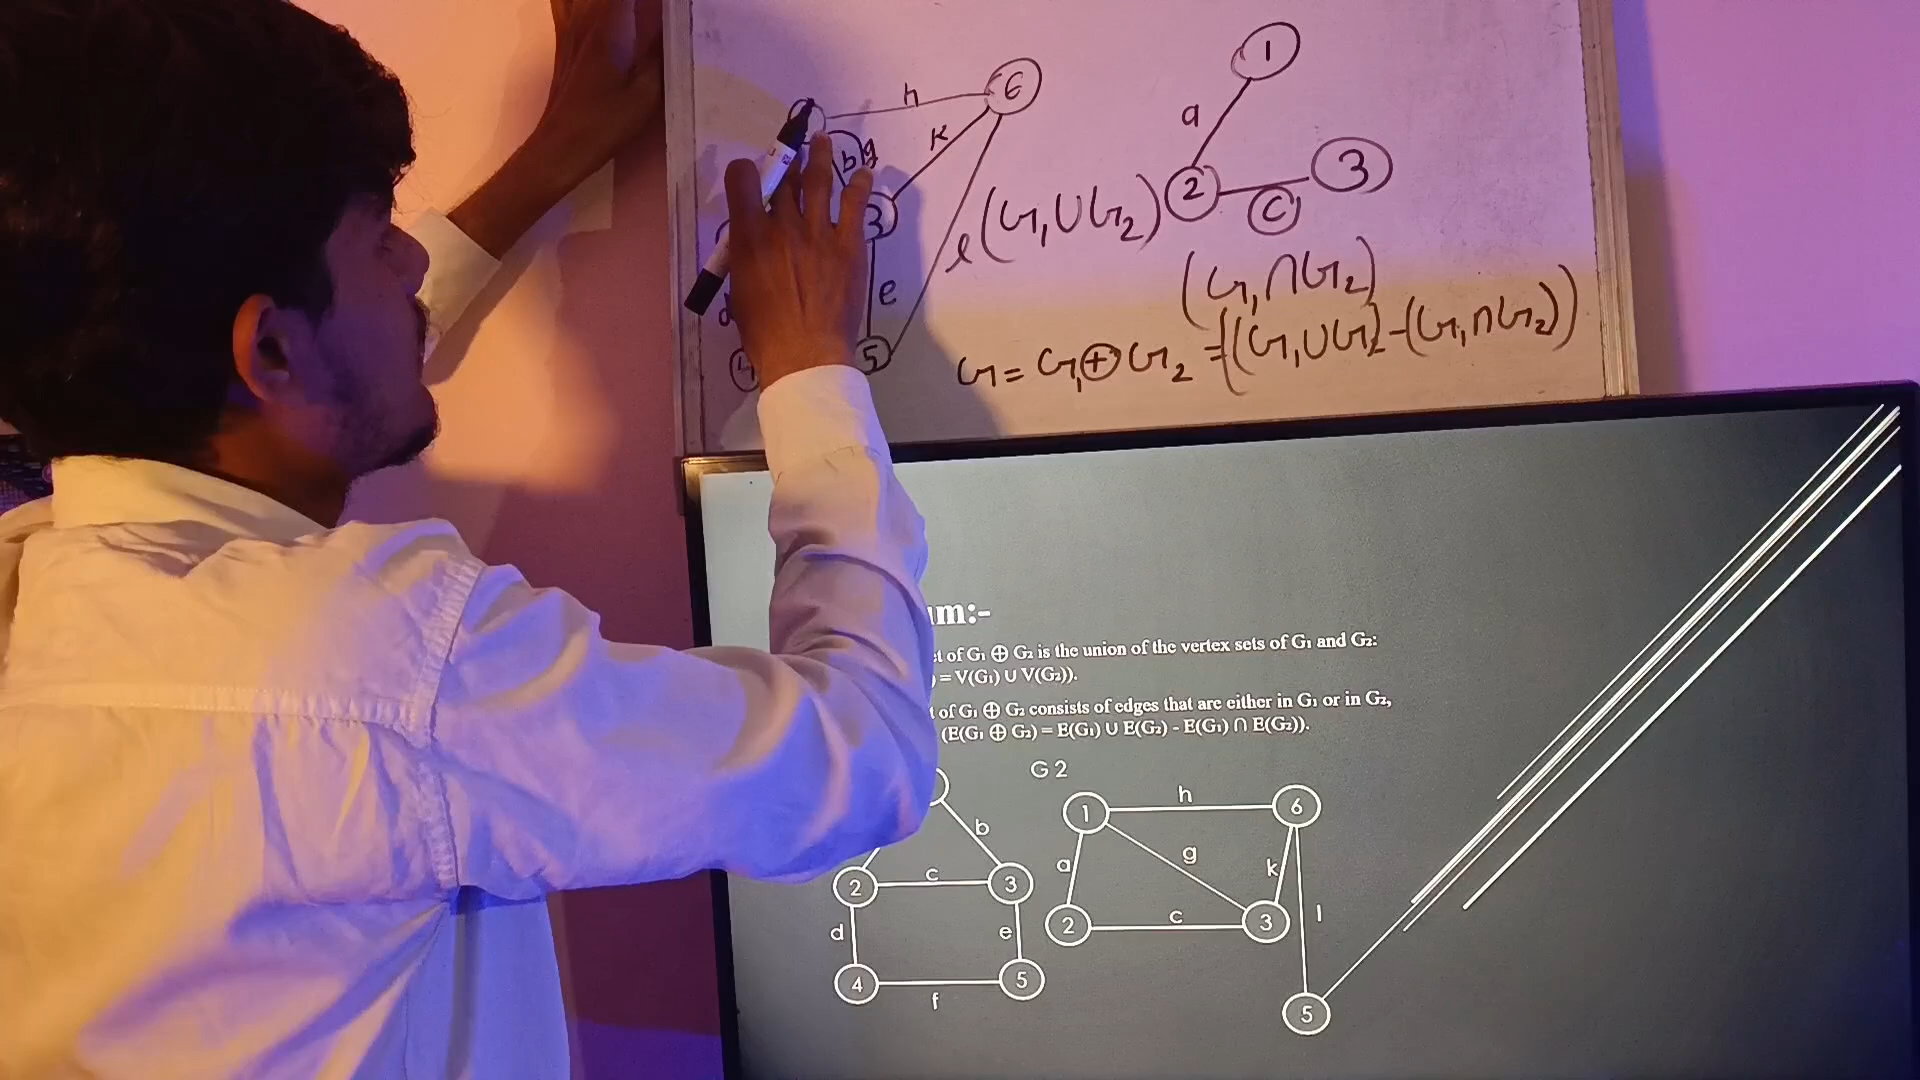 h
6
k
b
g
3
l
e
d
4
5
(G₁∪G₂)
1
a
2
3
c
(G₁∩G₂)
G = G₁⊕G₂ = {(G₁∪G₂)-(G₁∩G₂)}
m:-
of G₁ ⊕ G₂ is the union of the vertex sets of G₁ and G₂:
) = V(G₁) ∪ V(G₂)).
of G₁ ⊕ G₂ consists of edges that are either in G₁ or in G₂,
(E(G₁ ⊕ G₂) = E(G₁) ∪ E(G₂) - E(G₁) ∩ E(G₂)).
G 2
b
2
c
3
d
e
4
f
5
1
h
6
a
g
k
2
c
3
l
5